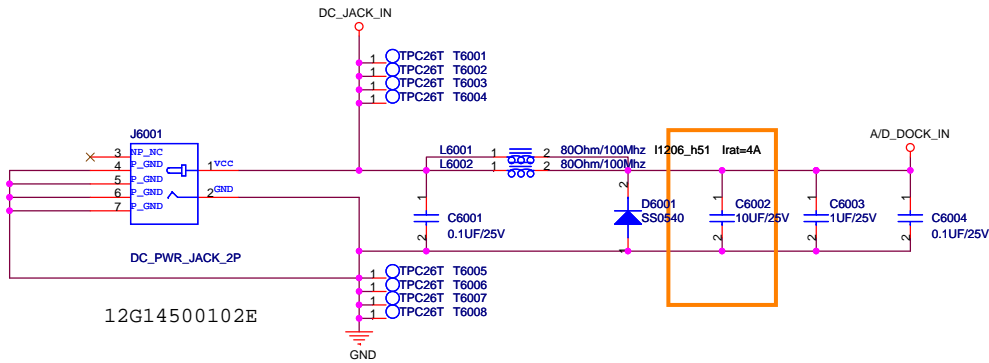 DC_JACK_IN
1 TPC26T T6001
1 TPC26T T6002
1 TPC26T T6003
1 TPC26T T6004
J6001
3 NP_NC
4 P_GND
5 P_GND
6 P_GND
7 P_GND
1 VCC
2 GND
DC_PWR_JACK_2P
L6001 1 2 80Ohm/100Mhz l1206_h51 Irat=4A
L6002 1 2 80Ohm/100Mhz
A/D_DOCK_IN
1 2 C6001
0.1UF/25V
2 1 D6001
SS0540
1 2 C6002
10UF/25V
1 2 C6003
1UF/25V
1 2 C6004
0.1UF/25V
1 TPC26T T6005
1 TPC26T T6006
1 TPC26T T6007
1 TPC26T T6008
12G14500102E
GND